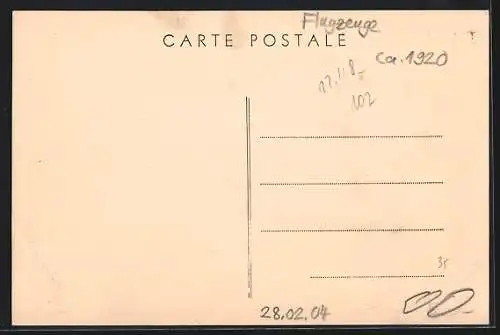 Flugzeuge
CARTE POSTALE
ca. 1920
102
35
28.02.04